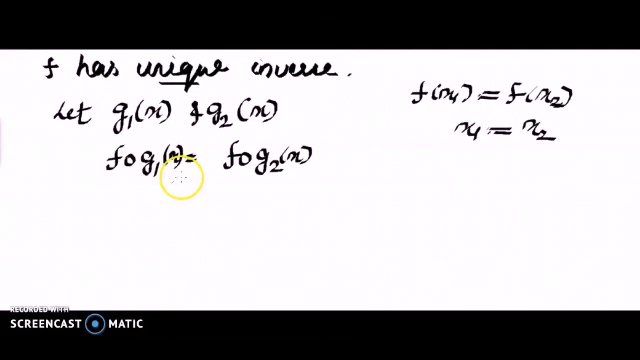 f has unique inverse.
Let g₁(x) & g₂(x)
fog₁(x) = fog₂(x)
f(x₁) = f(x₂)
x₁ = x₂
RECORDED WITH
SCREENCAST MATIC